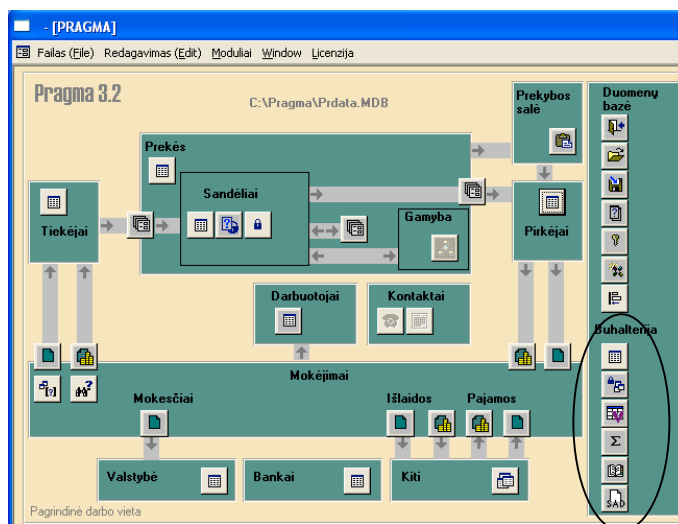 - [PRAGMA]
Failas (File) Redagavimas (Edit) Moduliai Window Licenzija
Pragma 3.2
C:\Pragma\Prdata.MDB
Prekybos
salė
Duomenų
bazė
Prekės
Sandėliai
Tiekėjai
Gamyba
Pirkėjai
Darbuotojai
Kontaktai
Buhalterija
Mokėjimai
Mokesčiai
Išlaidos
Pajamos
Σ
SAD
Valstybė
Bankai
Kiti
Pagrindinė darbo vieta